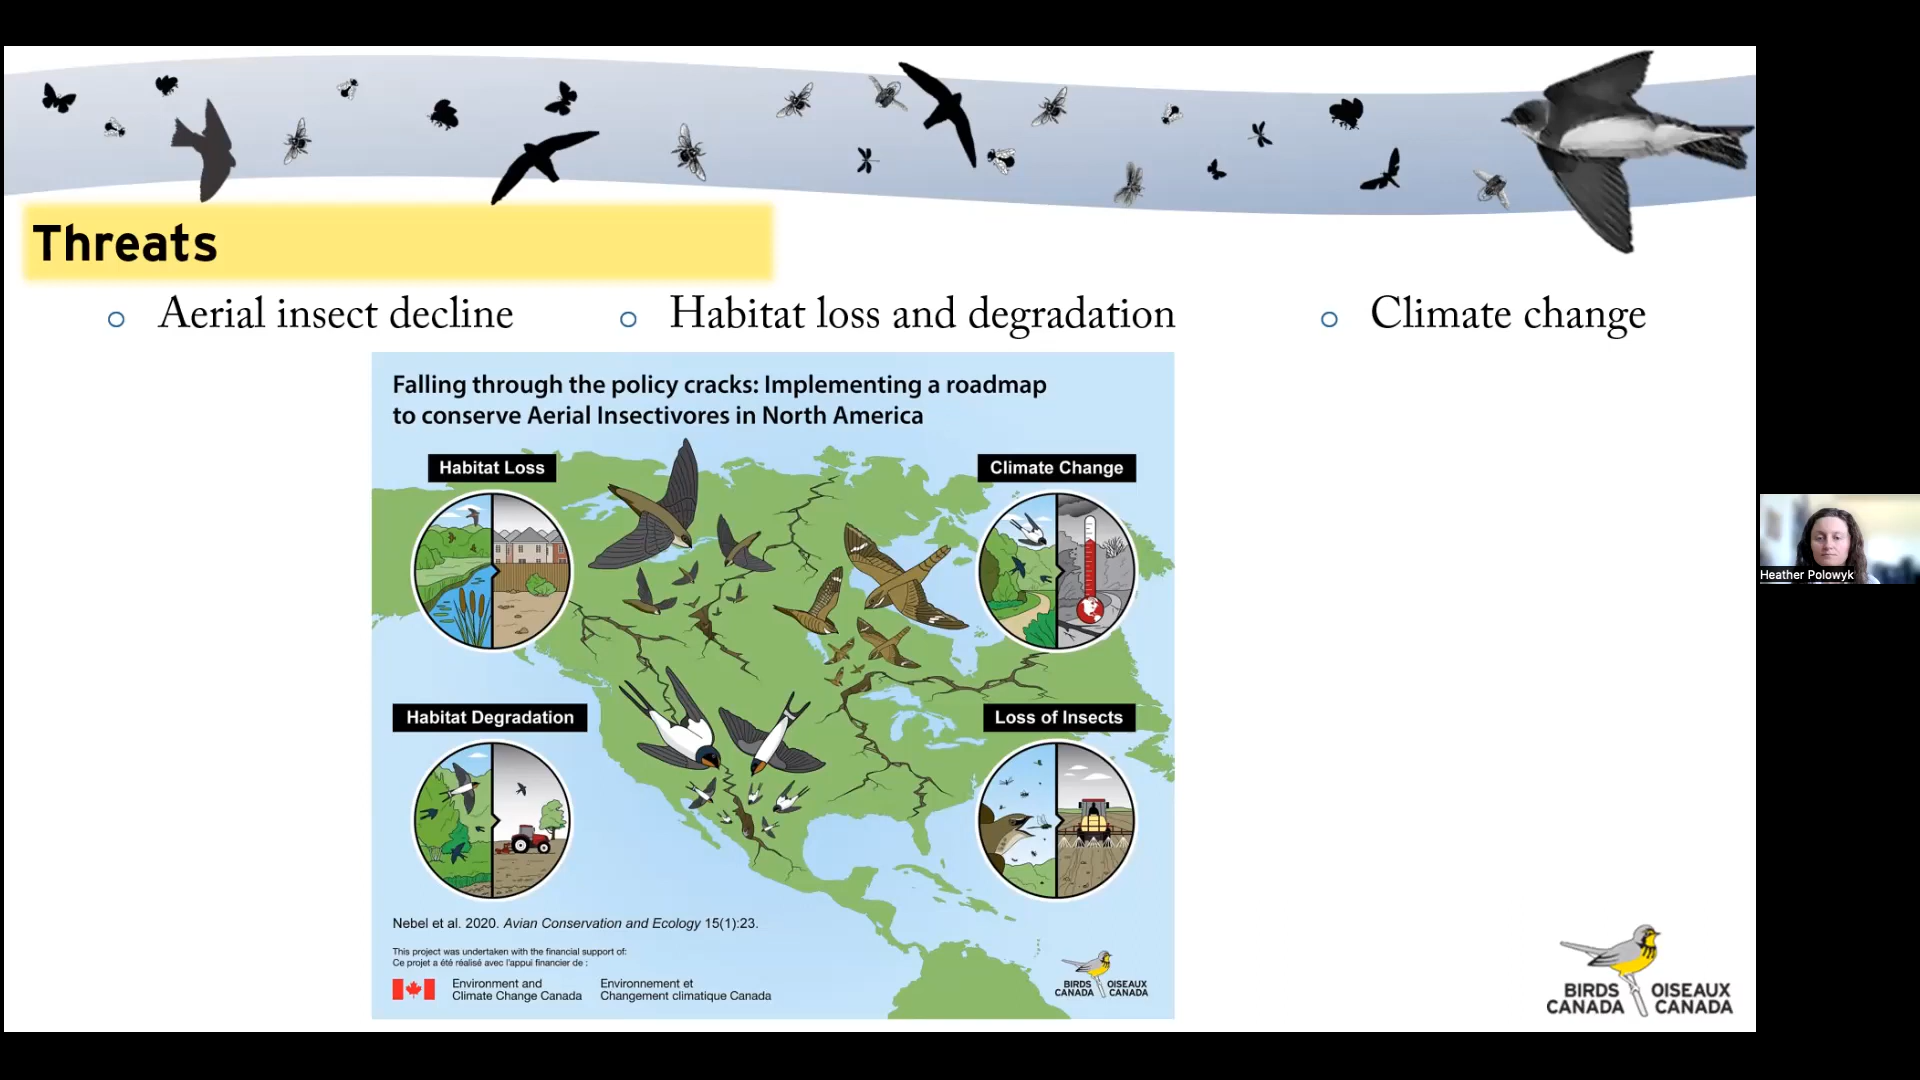 Threats
Aerial insect decline
Habitat loss and degradation
Climate change
Falling through the policy cracks: Implementing a roadmap
to conserve Aerial Insectivores in North America
Habitat Loss
Climate Change
Habitat Degradation
Loss of Insects
Nebel et al. 2020. Avian Conservation and Ecology 15(1):23.
This project was undertaken with the financial support of:
Ce projet a été réalisé avec l'appui financier de :
Environment and
Climate Change Canada
Environnement et
Changement climatique Canada
BIRDS
CANADA
OISEAUX
CANADA
BIRDS
CANADA
OISEAUX
CANADA
Heather Polowyk